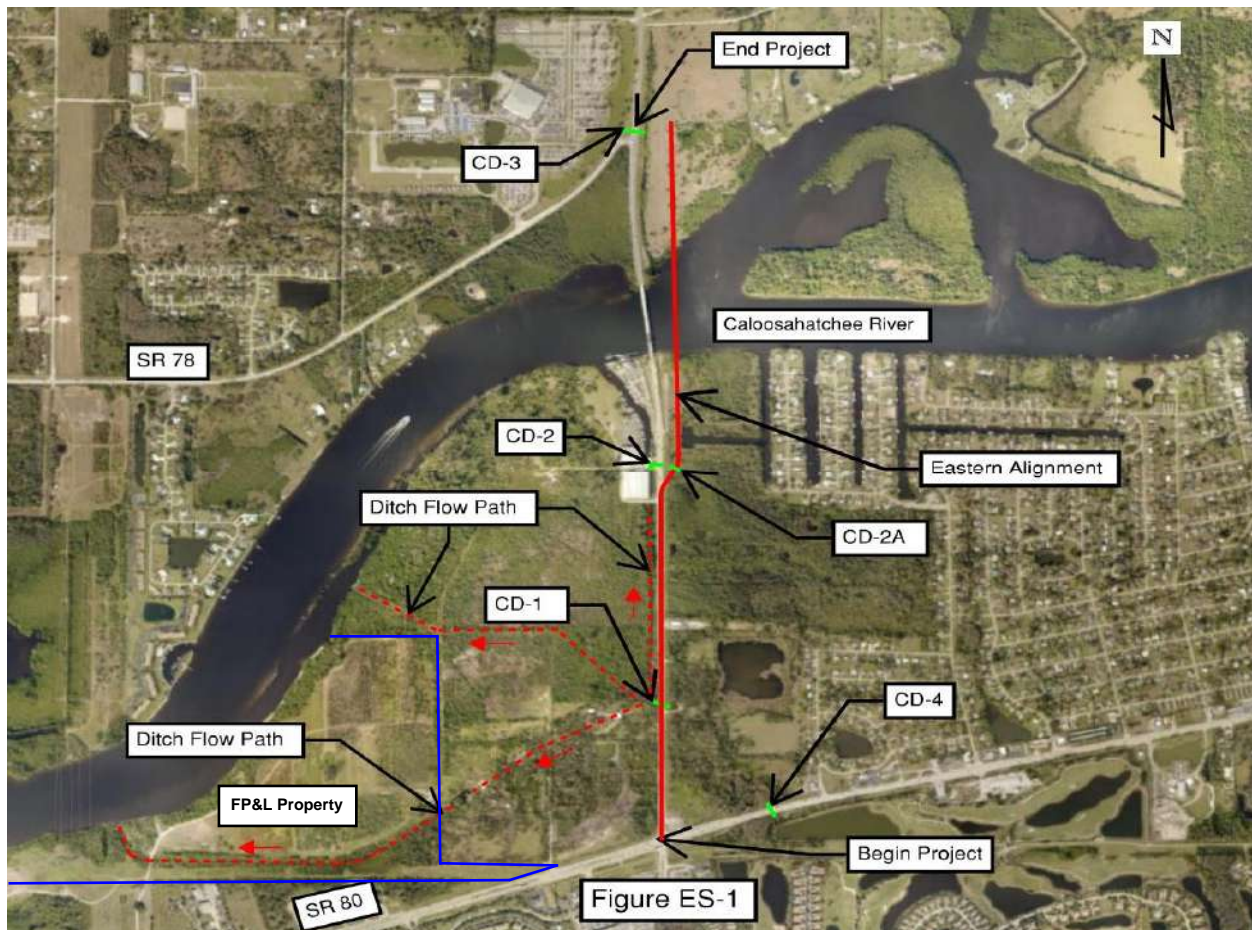 End Project
N
CD-3
Caloosahatchee River
SR 78
CD-2
Eastern Alignment
Ditch Flow Path
CD-2A
CD-1
CD-4
Ditch Flow Path
FP&L Property
Begin Project
SR 80
Figure ES-1